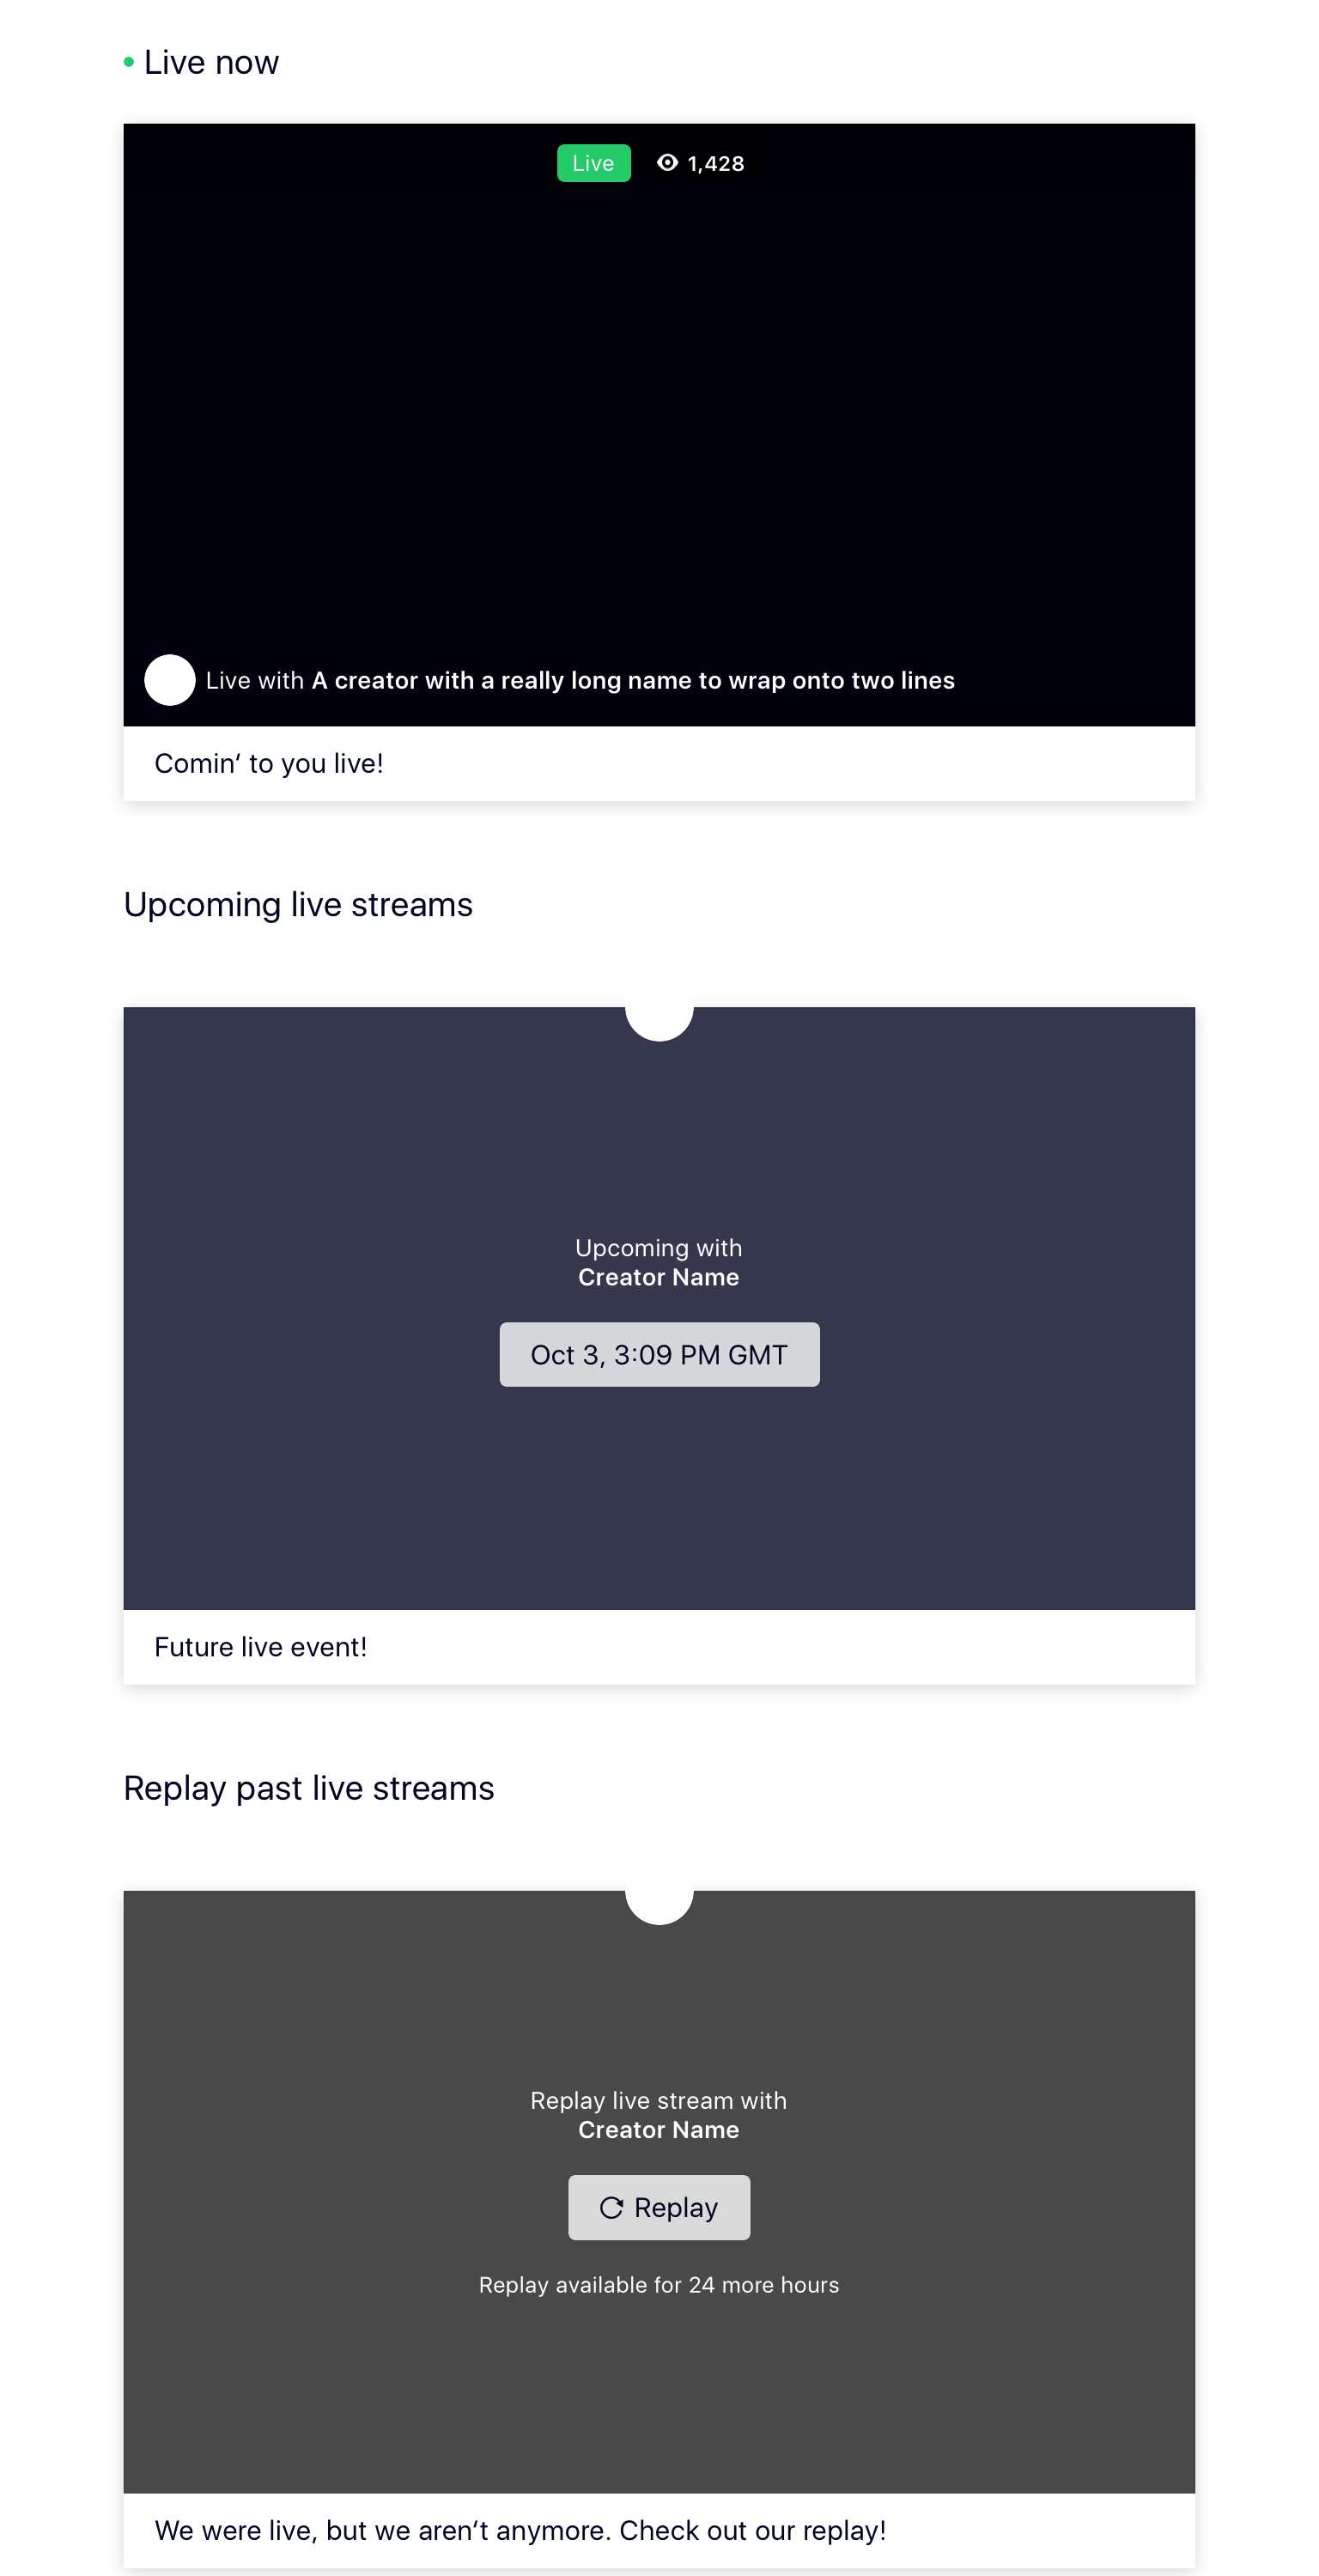 Live now
Live 1,428
Live with A creator with a really long name to wrap onto two lines
Comin‘ to you live!
Upcoming live streams
Upcoming with
Creator Name
Oct 3, 3:09 PM GMT
Future live event!
Replay past live streams
Replay live stream with
Creator Name
Replay
Replay available for 24 more hours
We were live, but we aren‘t anymore. Check out our replay!